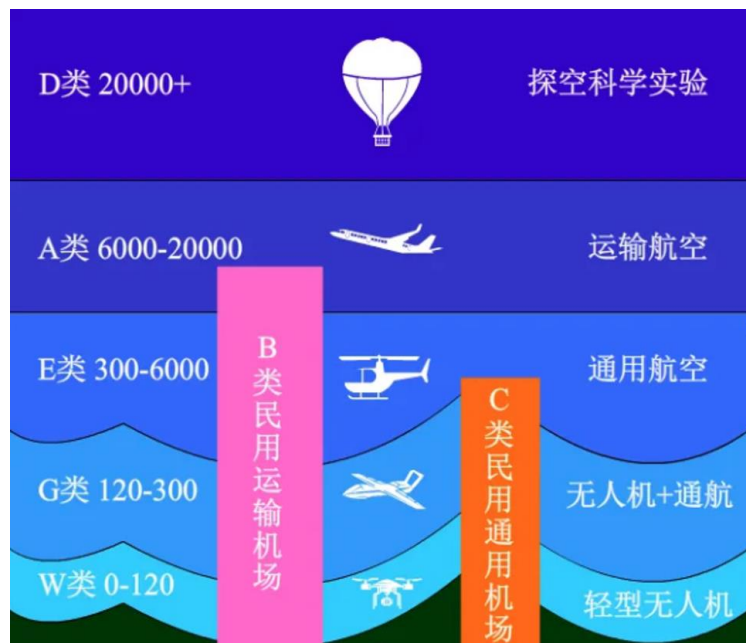 D类 20000+
探空科学实验
A类 6000-20000
运输航空
E类 300-6000
B类民用运输机场
通用航空
C类民用通用机场
G类 120-300
无人机+通航
W类 0-120
轻型无人机